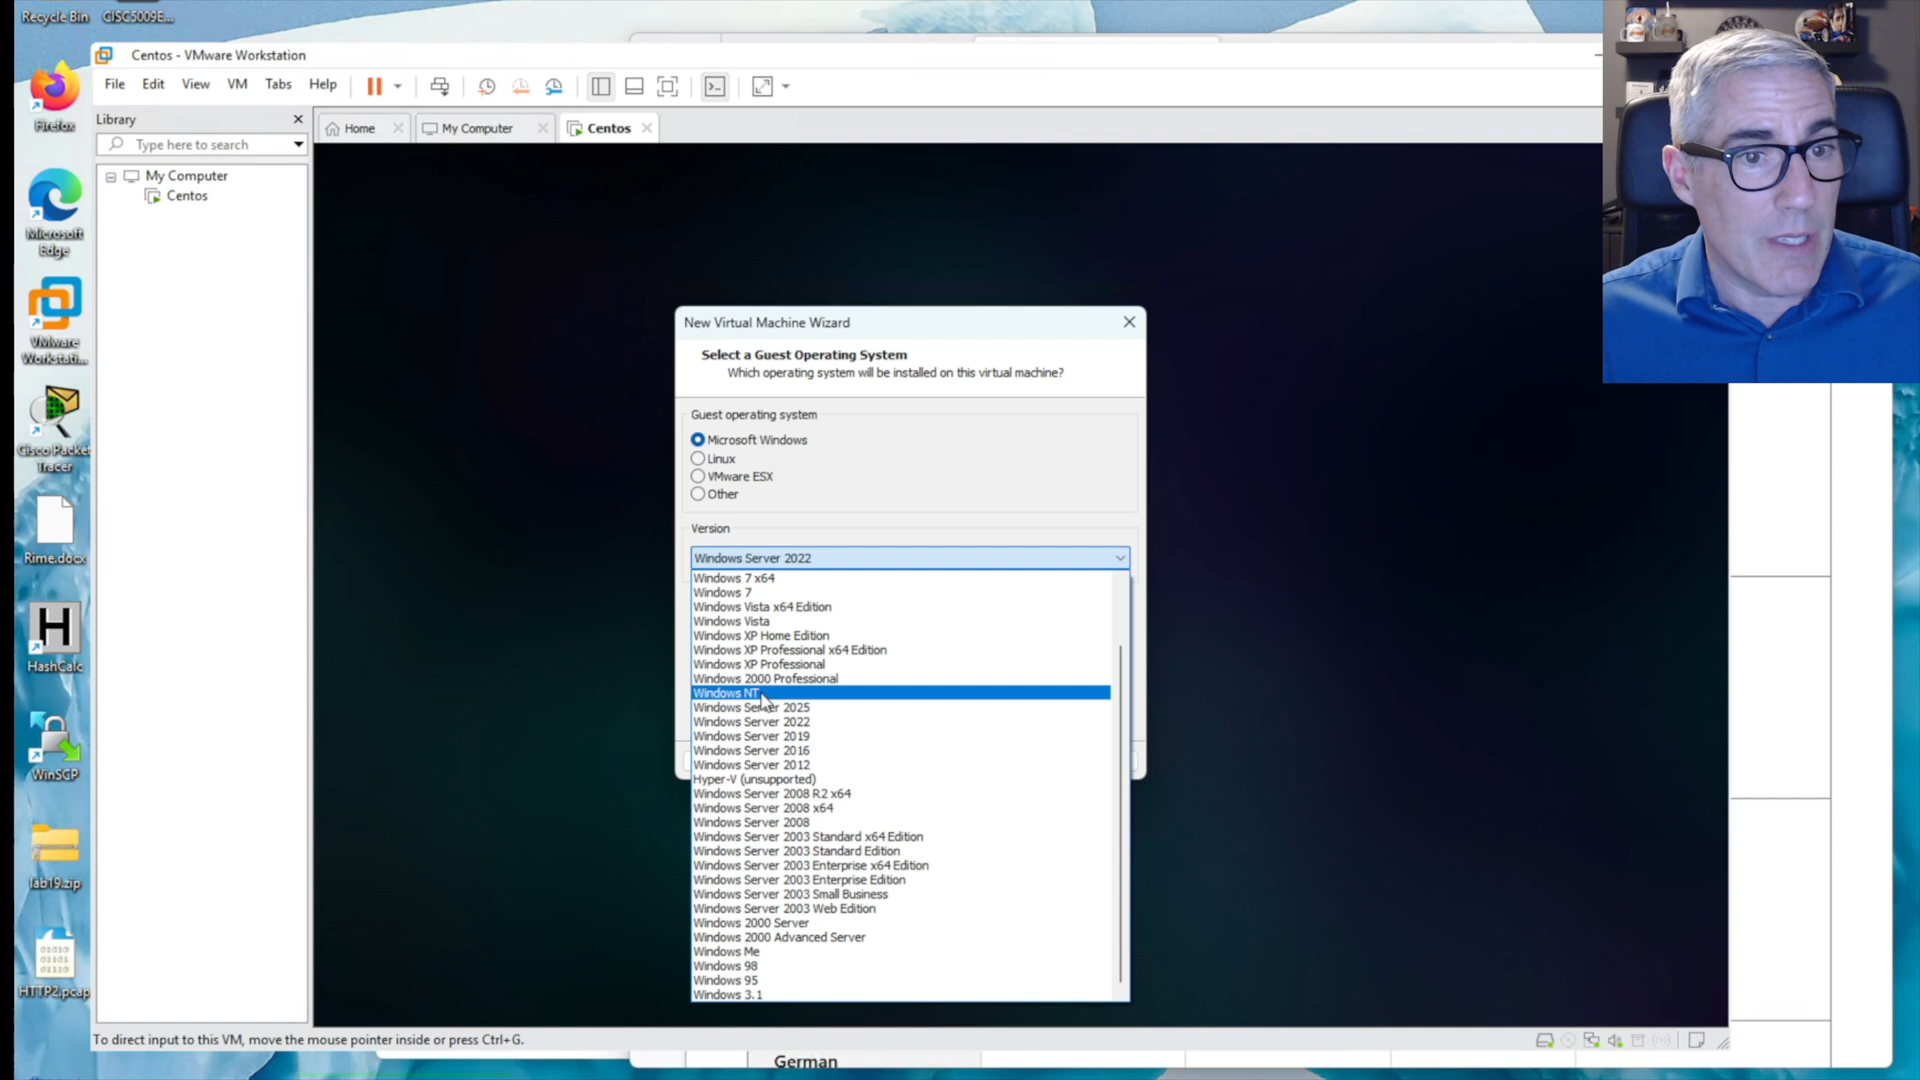 Recycle Bin
CISC5009E...
Centos - VMware Workstation
File Edit View VM Tabs Help
Library
Type here to search
Home
My Computer
Centos
My Computer
Centos
Firefox
Microsoft
Edge
VMware
Workstati...
Cisco Packet
Tracer
Rime.docx
H
HashCalc
WinSCP
lab19.zip
01010
01101
01110
HTTP2.pcap
New Virtual Machine Wizard
Select a Guest Operating System
Which operating system will be installed on this virtual machine?
Guest operating system
Microsoft Windows
Linux
VMware ESX
Other
Version
Windows Server 2022
Windows 7 x64
Windows 7
Windows Vista x64 Edition
Windows Vista
Windows XP Home Edition
Windows XP Professional x64 Edition
Windows XP Professional
Windows 2000 Professional
Windows NT
Windows Server 2025
Windows Server 2022
Windows Server 2019
Windows Server 2016
Windows Server 2012
Hyper-V (unsupported)
Windows Server 2008 R2 x64
Windows Server 2008 x64
Windows Server 2008
Windows Server 2003 Standard x64 Edition
Windows Server 2003 Standard Edition
Windows Server 2003 Enterprise x64 Edition
Windows Server 2003 Enterprise Edition
Windows Server 2003 Small Business
Windows Server 2003 Web Edition
Windows 2000 Server
Windows 2000 Advanced Server
Windows Me
Windows 98
Windows 95
Windows 3.1
To direct input to this VM, move the mouse pointer inside or press Ctrl+G.
German